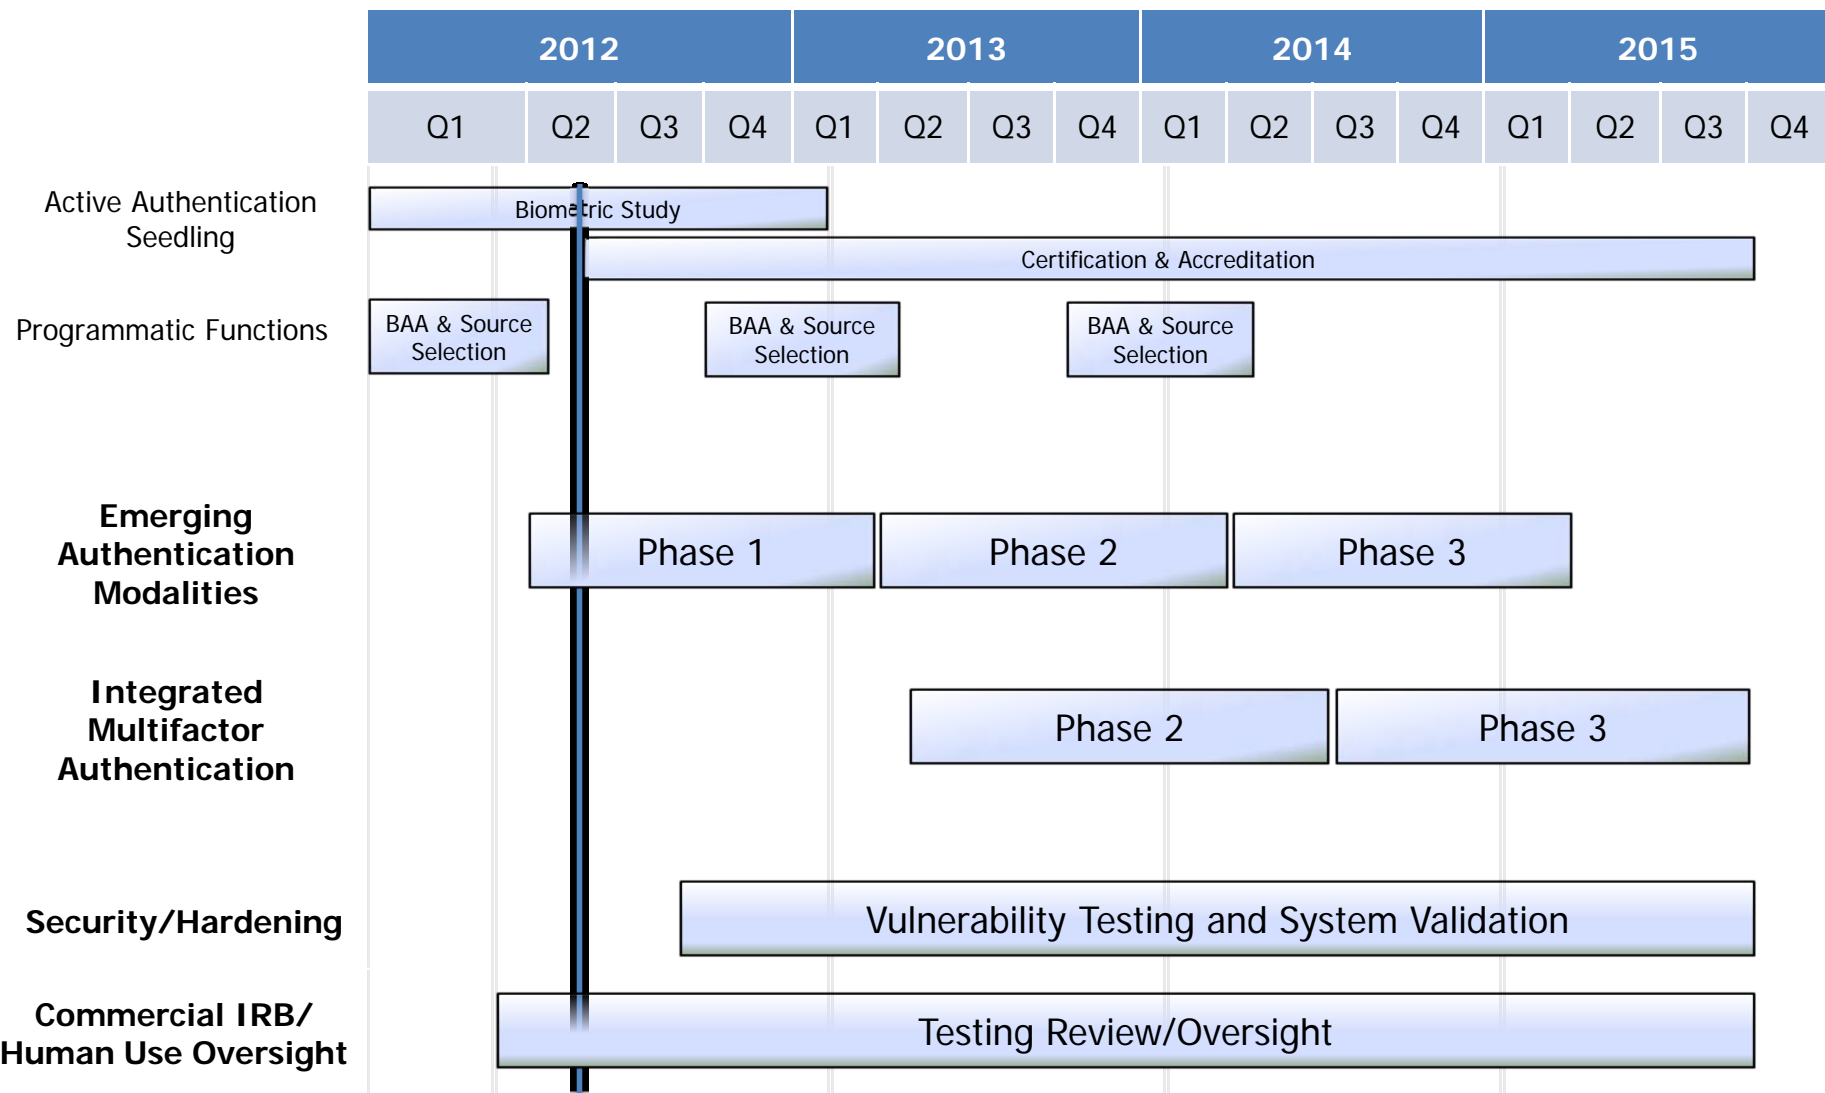 2012 2013 2014 2015
Q1 Q2 Q3 Q4 Q1 Q2 Q3 Q4 Q1 Q2 Q3 Q4 Q1 Q2 Q3 Q4
Active Authentication
Seedling
Biometric Study
Certification & Accreditation
Programmatic Functions
BAA & Source
Selection
BAA & Source
Selection
BAA & Source
Selection
Emerging
Authentication
Modalities
Phase 1
Phase 2
Phase 3
Integrated
Multifactor
Authentication
Phase 2
Phase 3
Security/Hardening
Vulnerability Testing and System Validation
Commercial IRB/
Human Use Oversight
Testing Review/Oversight